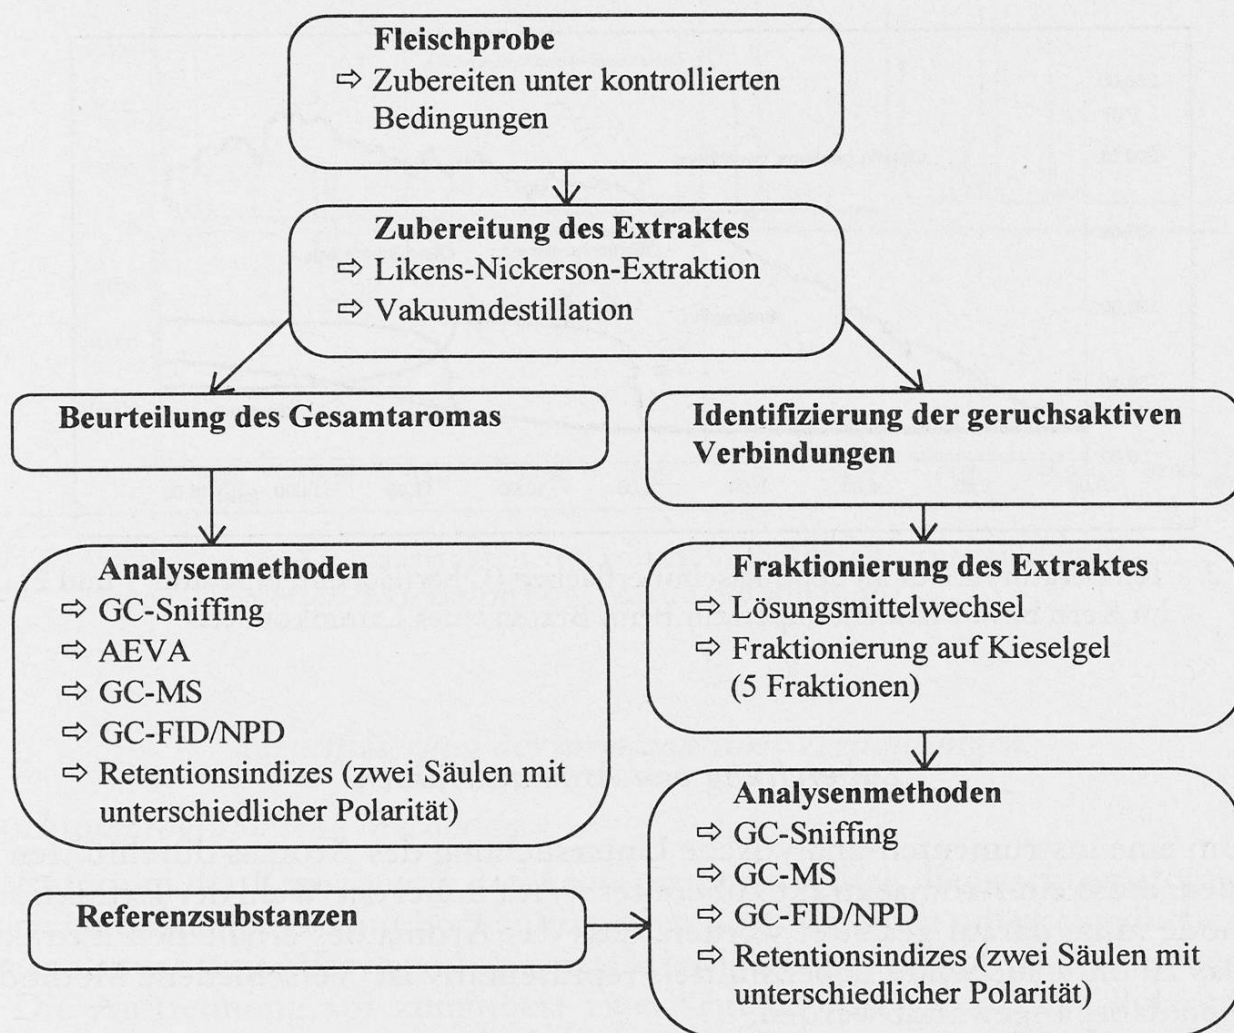 Fleischprobe
⇨ Zubereiten unter kontrollierten
Bedingungen
Zubereitung des Extraktes
⇨ Likens-Nickerson-Extraktion
⇨ Vakuumdestillation
Beurteilung des Gesamtaromas
Analysenmethoden
⇨ GC-Sniffing
⇨ AEVA
⇨ GC-MS
⇨ GC-FID/NPD
⇨ Retentionsindizes (zwei Säulen mit
unterschiedlicher Polarität)
Identifizierung der geruchsaktiven
Verbindungen
Fraktionierung des Extraktes
⇨ Lösungsmittelwechsel
⇨ Fraktionierung auf Kieselgel
(5 Fraktionen)
Referenzsubstanzen
Analysenmethoden
⇨ GC-Sniffing
⇨ GC-MS
⇨ GC-FID/NPD
⇨ Retentionsindizes (zwei Säulen mit
unterschiedlicher Polarität)